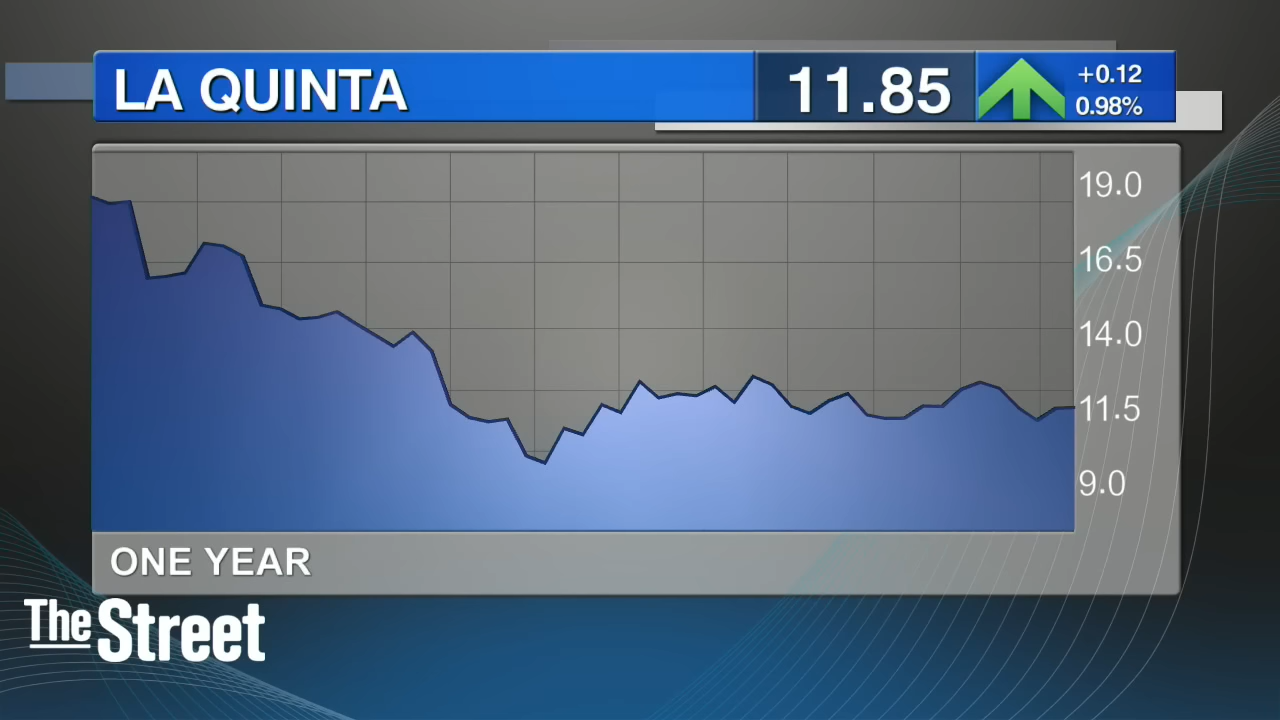 LA QUINTA
11.85
+0.12
0.98%
19.0
16.5
14.0
11.5
9.0
ONE YEAR
The Street